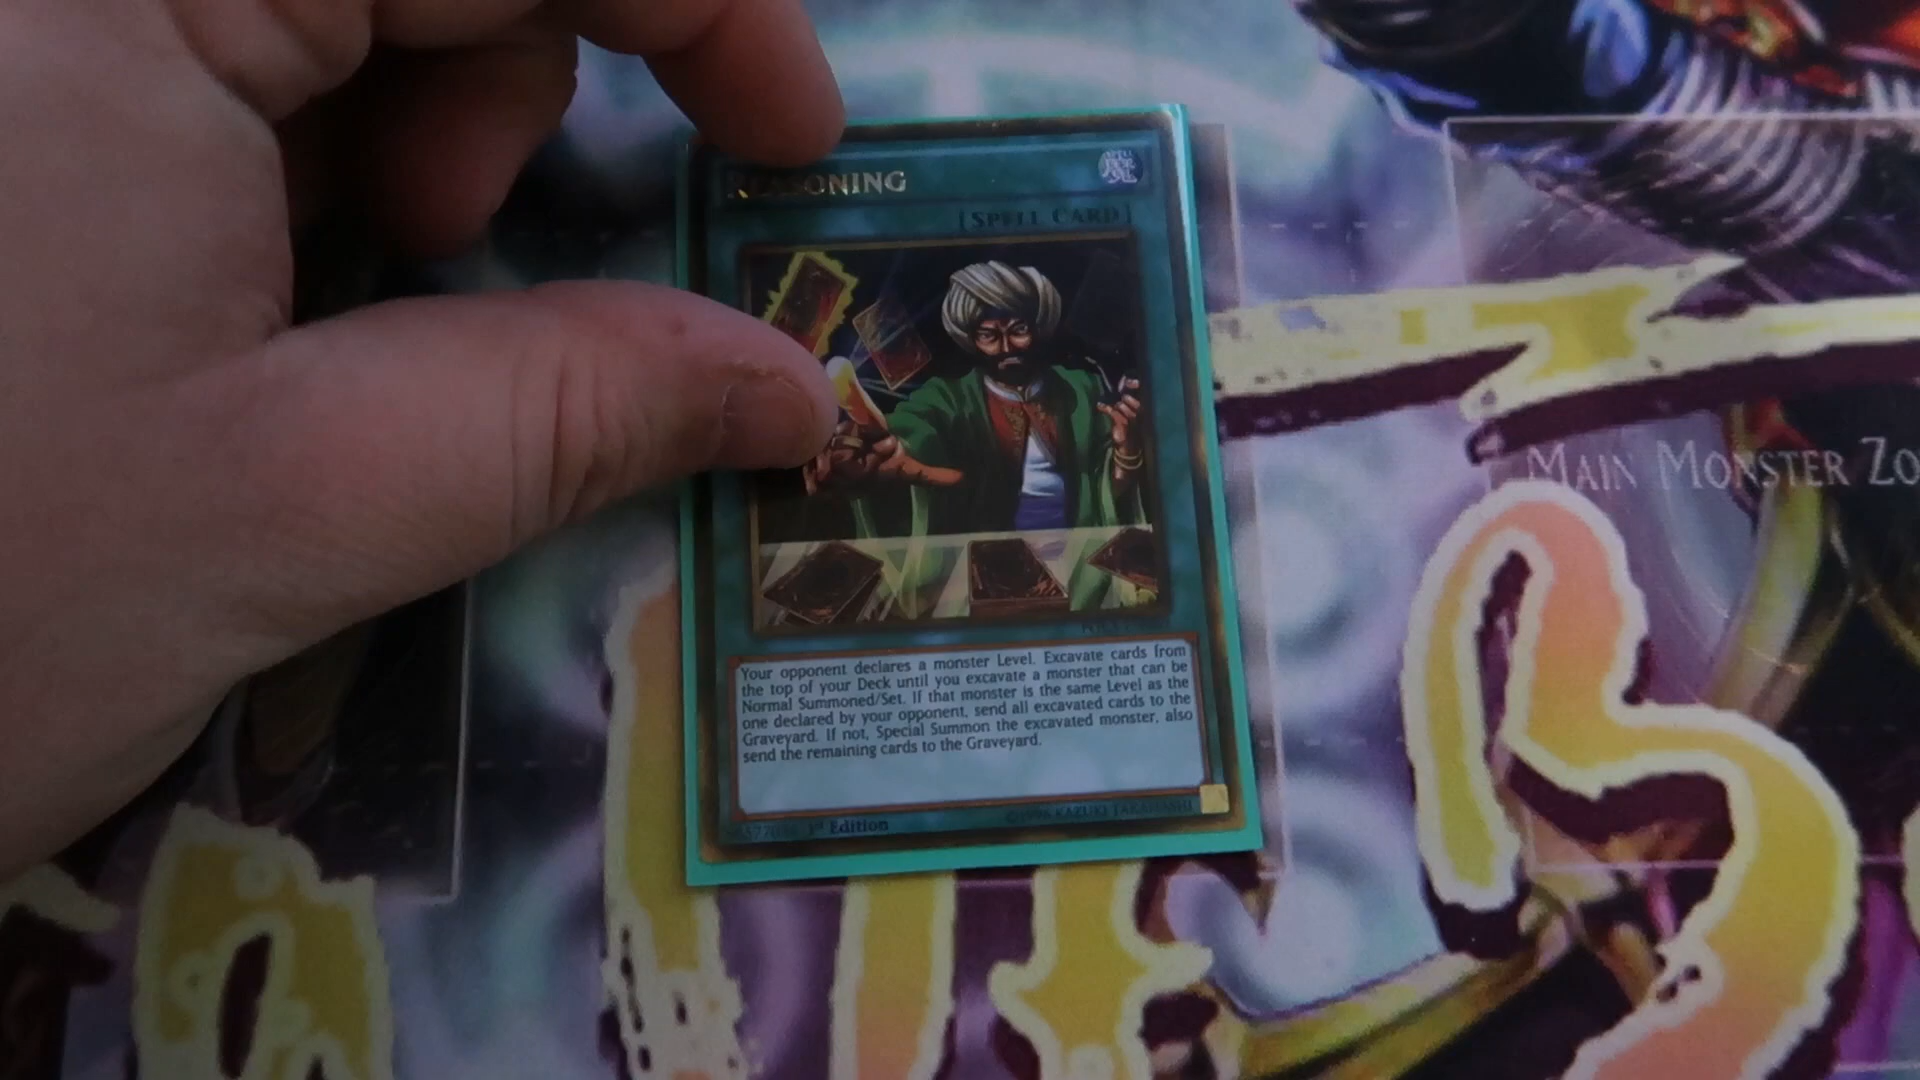 REASONING
[SPELL CARD]
Your opponent declares a monster Level. Excavate cards from
the top of your Deck until you excavate a monster that can be
Normal Summoned/Set. If that monster is the same Level as the
one declared by your opponent, send all excavated cards to the
Graveyard. If not, Special Summon the excavated monster, also
send the remaining cards to the Graveyard.
1st Edition
©1996 KAZUKI TAKAHASHI
MAIN MONSTER ZO